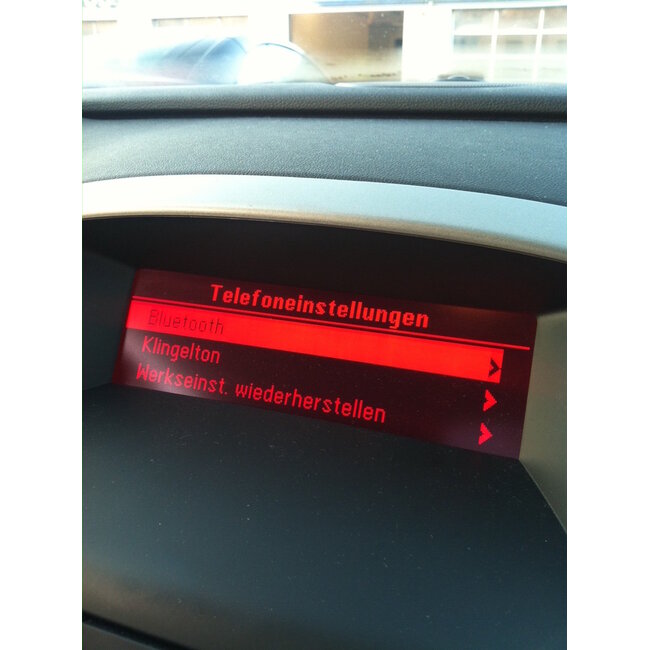 Telefoneinstellungen
Bluetooth
Klingelton
Werkseinst. wiederherstellen